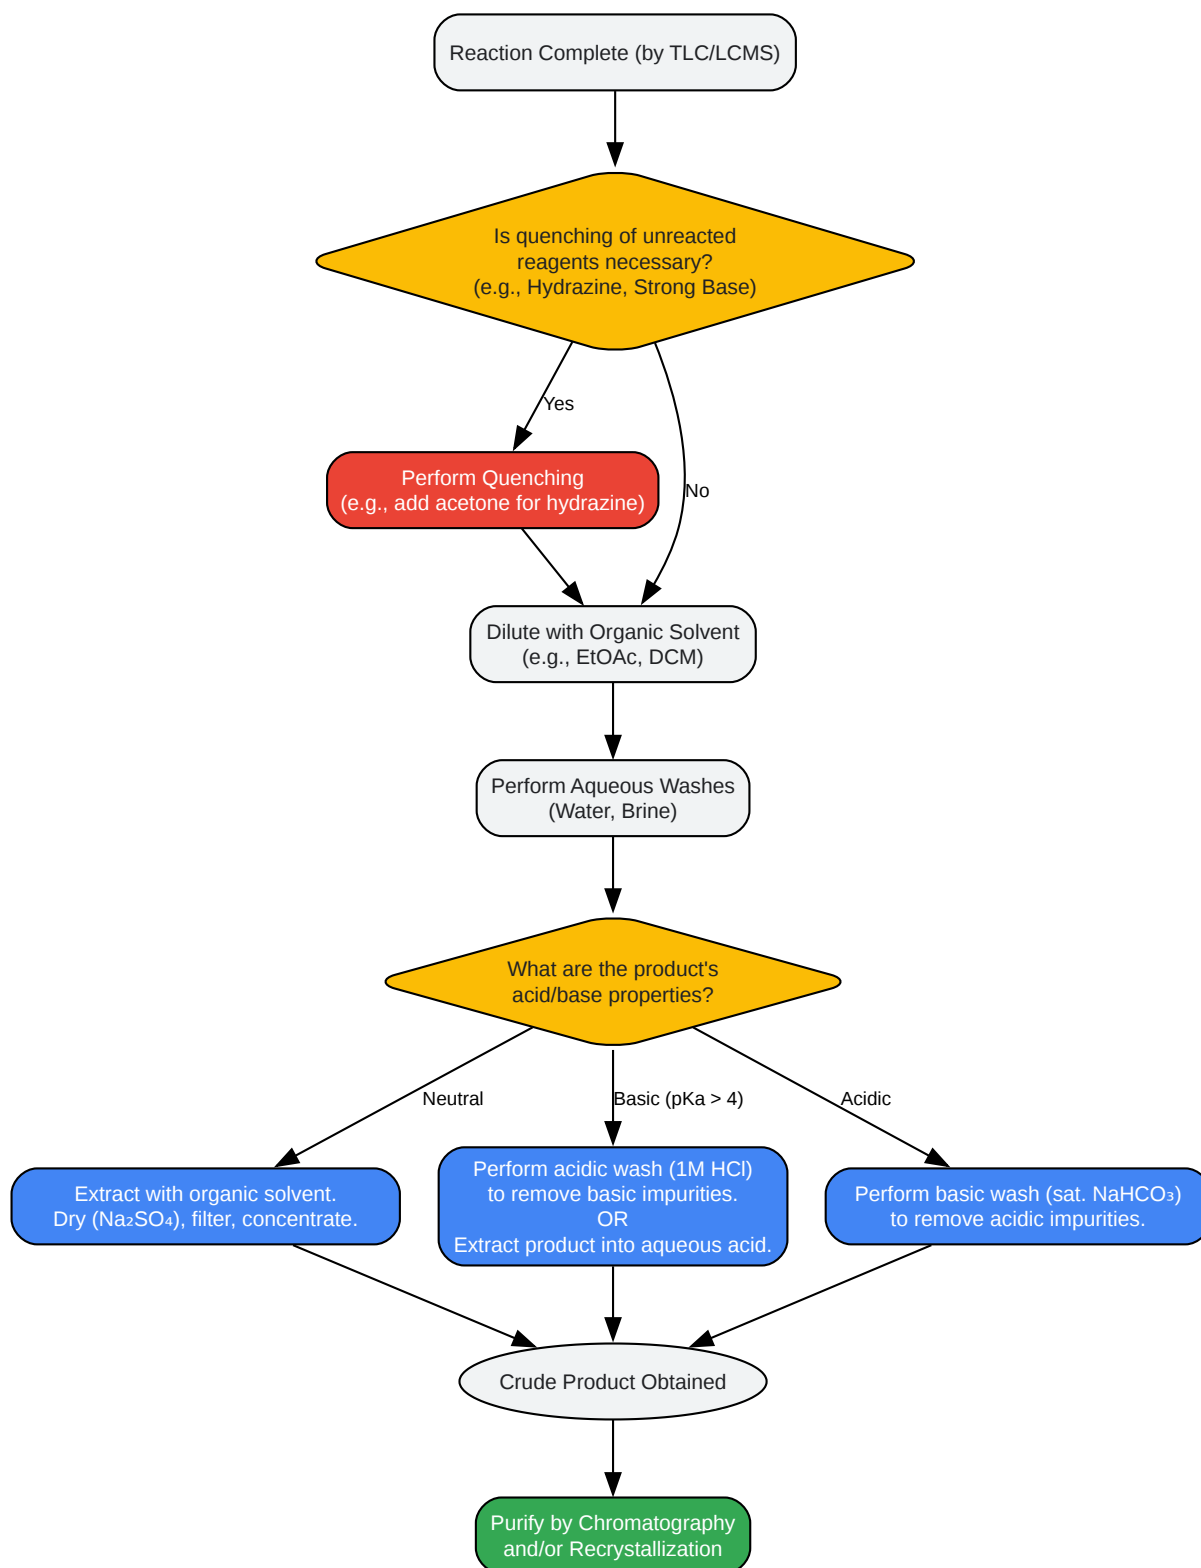 Reaction Complete (by TLC/LCMS)
Is quenching of unreacted
reagents necessary?
(e.g., Hydrazine, Strong Base)
Yes
Perform Quenching
(e.g., add acetone for hydrazine)
No
Dilute with Organic Solvent
(e.g., EtOAc, DCM)
Perform Aqueous Washes
(Water, Brine)
What are the product's
acid/base properties?
Neutral
Basic (pKa > 4)
Acidic
Extract with organic solvent.
Dry (Na₂SO₄), filter, concentrate.
Perform acidic wash (1M HCl)
to remove basic impurities.
OR
Extract product into aqueous acid.
Perform basic wash (sat. NaHCO₃)
to remove acidic impurities.
Crude Product Obtained
Purify by Chromatography
and/or Recrystallization